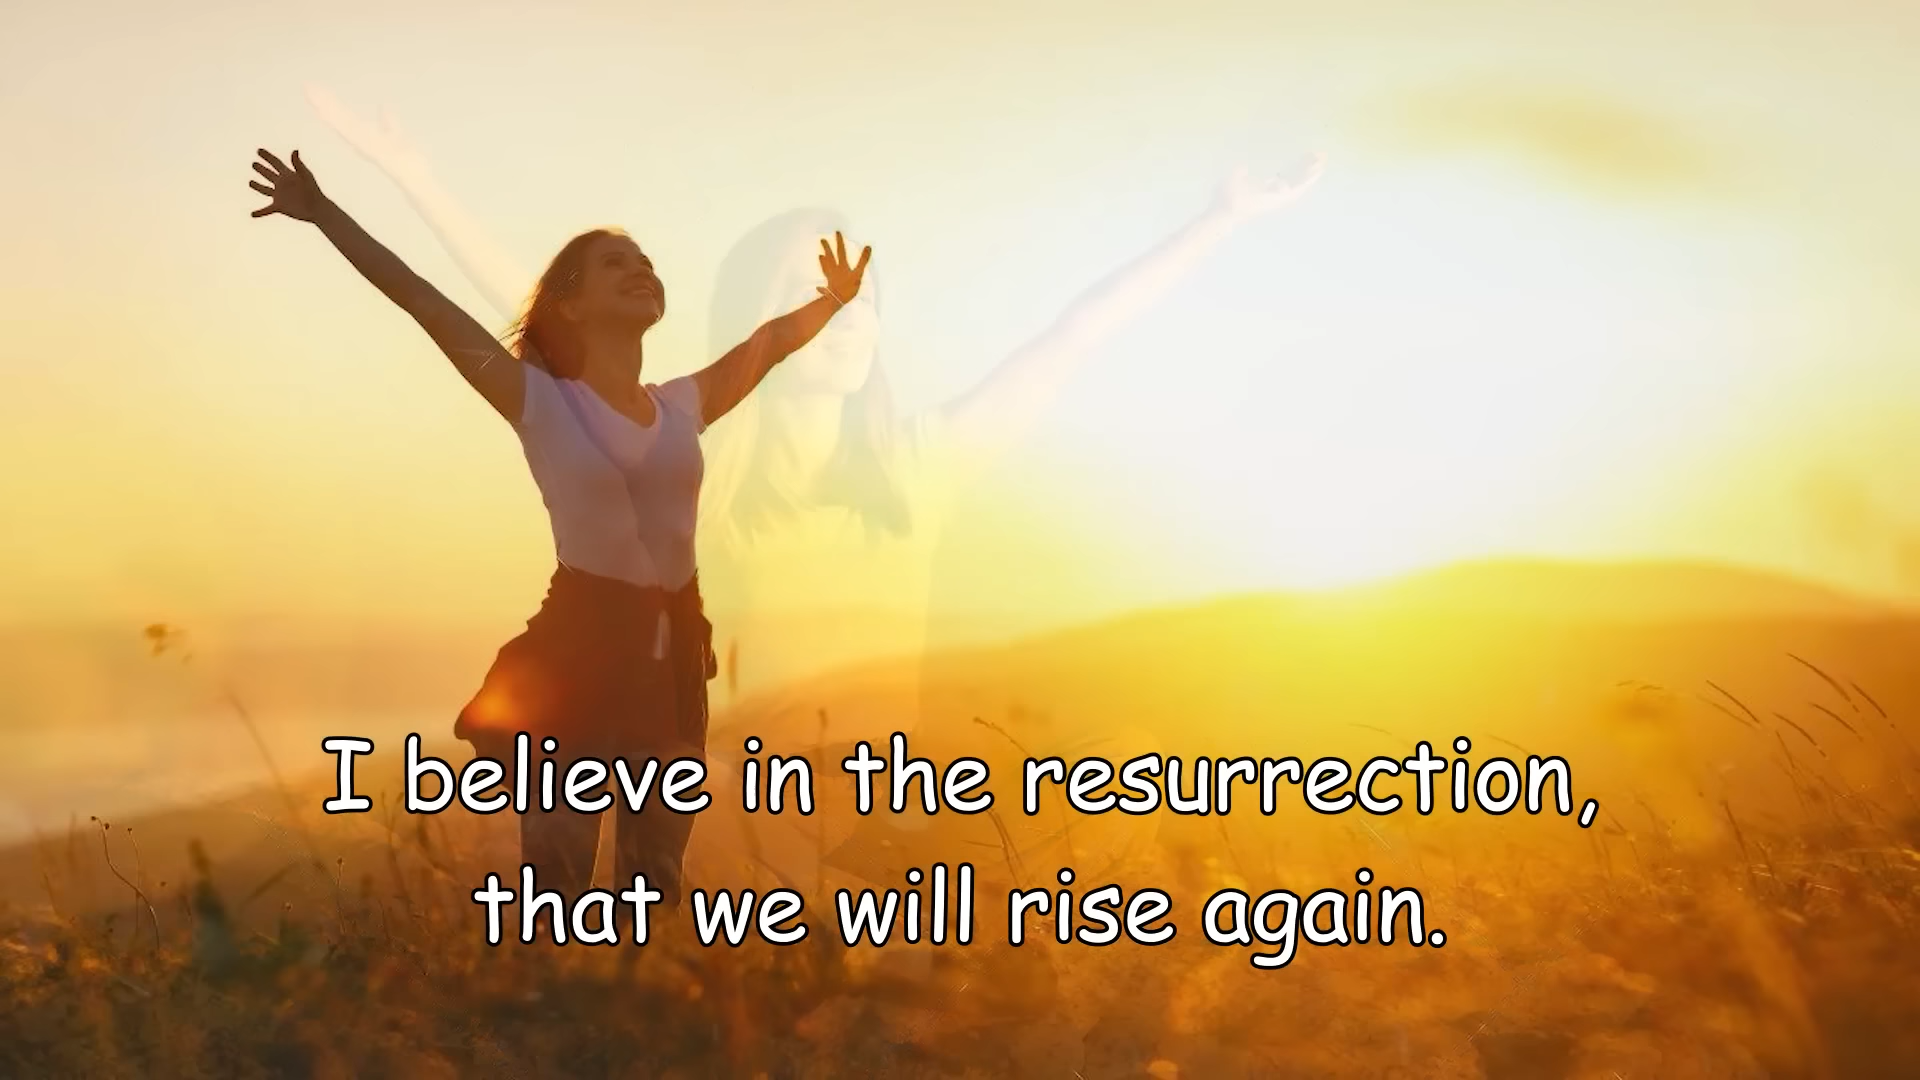 I believe in the resurrection,
that we will rise again.